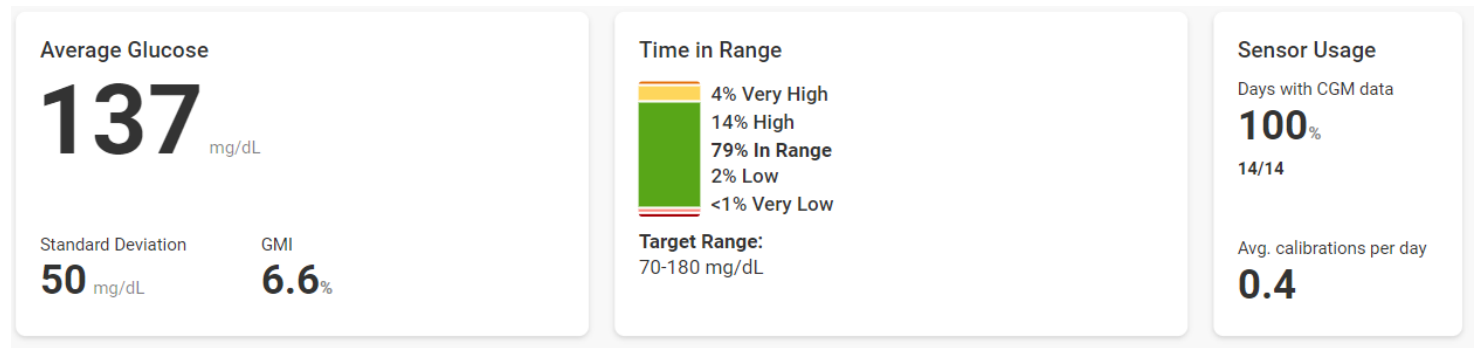 Average Glucose
137 mg/dL
Standard Deviation
50 mg/dL
GMI
6.6%
Time in Range
4% Very High
14% High
79% In Range
2% Low
<1% Very Low
Target Range:
70-180 mg/dL
Sensor Usage
Days with CGM data
100%
14/14
Avg. calibrations per day
0.4